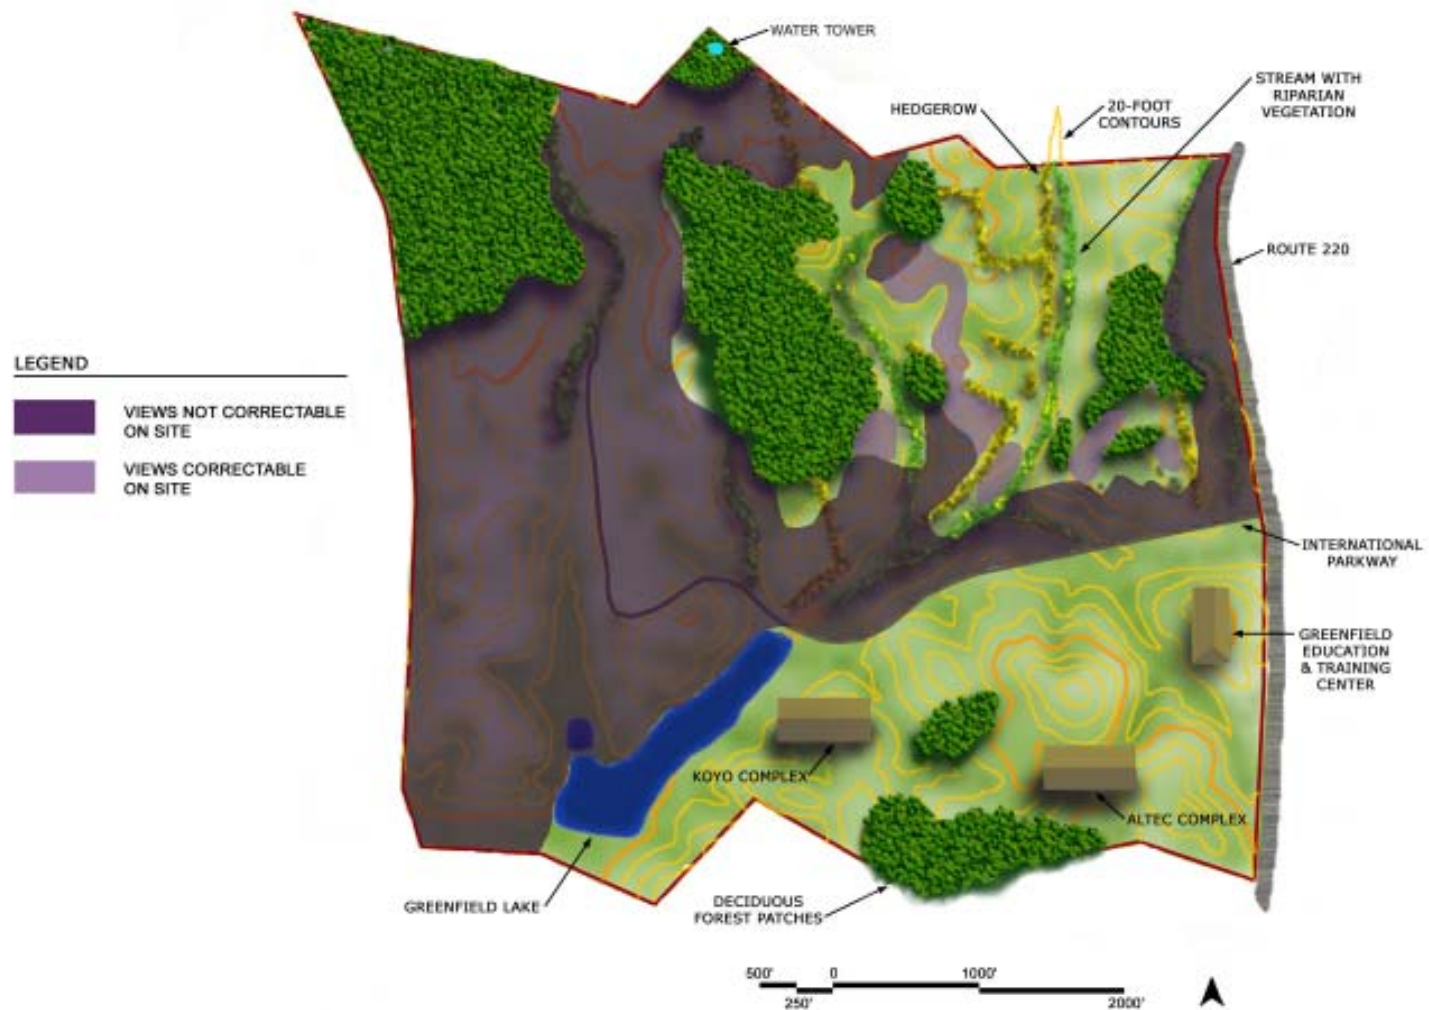 WATER TOWER
STREAM WITH
RIPARIAN
VEGETATION
HEDGEROW
20-FOOT
CONTOURS
ROUTE 220
LEGEND
VIEWS NOT CORRECTABLE
ON SITE
VIEWS CORRECTABLE
ON SITE
INTERNATIONAL
PARKWAY
GREENFIELD
EDUCATION
& TRAINING
CENTER
KOYO COMPLEX
ALTEC COMPLEX
GREENFIELD LAKE
DECIDUOUS
FOREST PATCHES
500' 0 1000'
250' 2000'